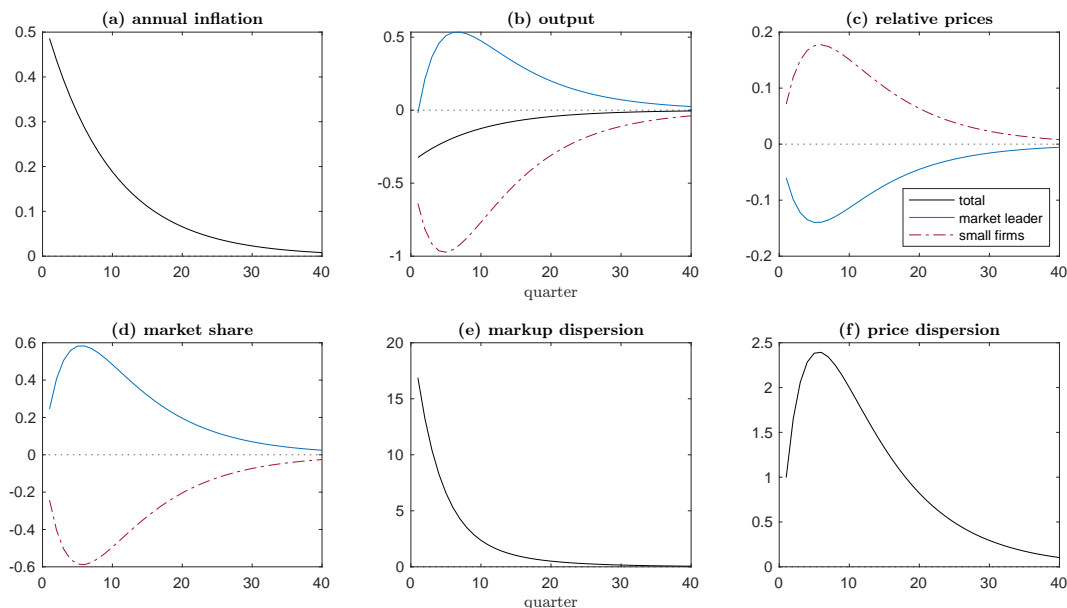 (a) annual inflation
0.5
0.4
0.3
0.2
0.1
0
0 10 20 30 40
(b) output
0.5
0
-0.5
-1
0 10 20 30 40
quarter
(c) relative prices
0.2
0.1
0
-0.1
-0.2
0 10 20 30 40
total
market leader
small firms
(d) market share
0.6
0.4
0.2
0
-0.2
-0.4
-0.6
0 10 20 30 40
(e) markup dispersion
20
15
10
5
0
0 10 20 30 40
quarter
(f) price dispersion
2.5
2
1.5
1
0.5
0
0 10 20 30 40